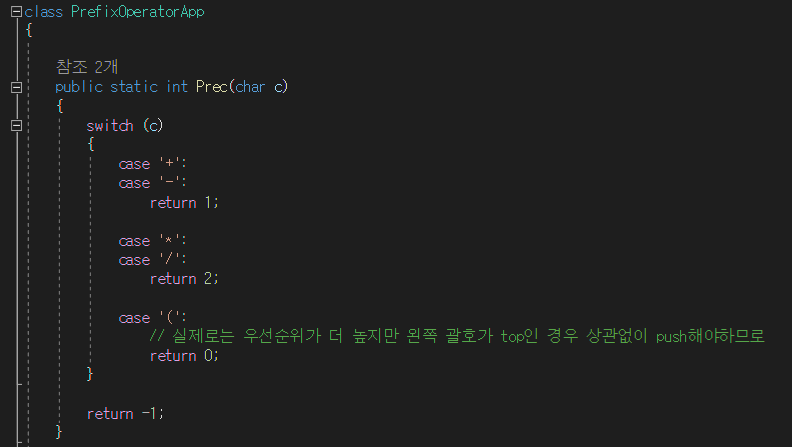 class PrefixOperatorApp
{
참조 2개
public static int Prec(char c)
{
switch (c)
{
case '+':
case '-':
return 1;
case '*':
case '/':
return 2;
case '(':
// 실제로는 우선순위가 더 높지만 왼쪽 괄호가 top인 경우 상관없이 push해야하므로
return 0;
}
return -1;
}